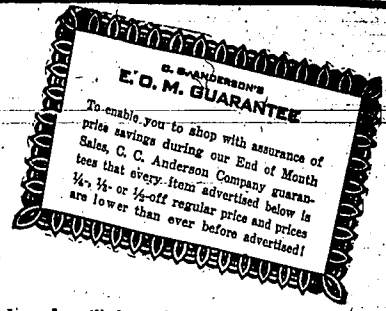 C. C. ANDERSON'S
E. O. M. GUARANTEE
To enable you to shop with assurance of
price savings during our End of Month
Sales, C. C. Anderson Company guaran-
tees that every item advertised below is
¼-, ⅓- or ½-off regular price and prices
are lower than ever before advertised!